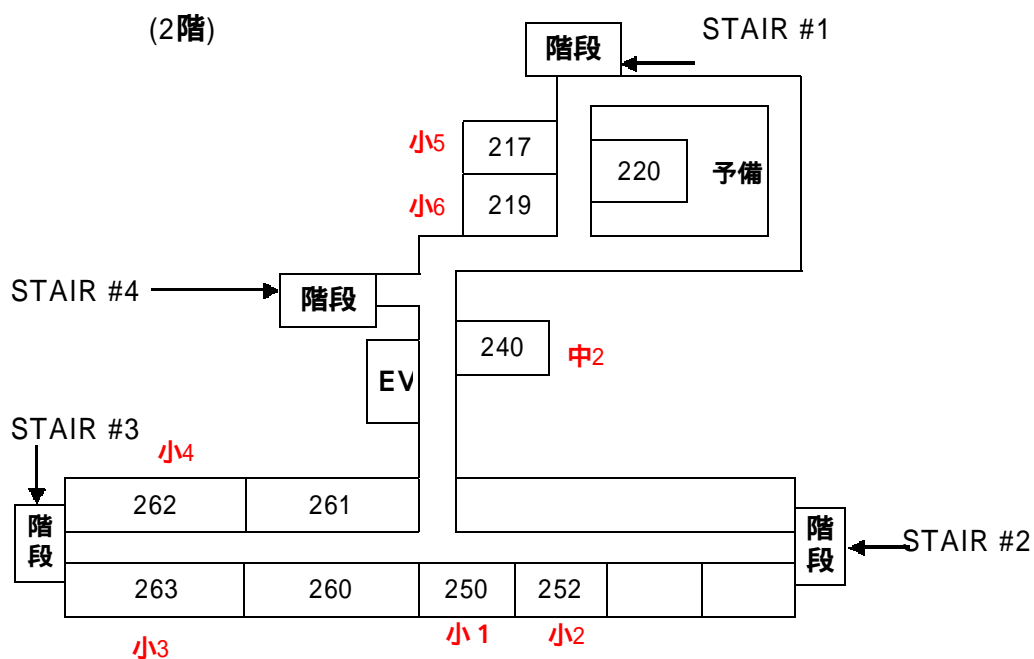 (2階)
STAIR #1
階段
小5
217
220
予備
小6
219
STAIR #4
階段
240
中2
EV
STAIR #3
小4
262
261
階段
階段
STAIR #2
263
260
250
252
小3
小1
小2